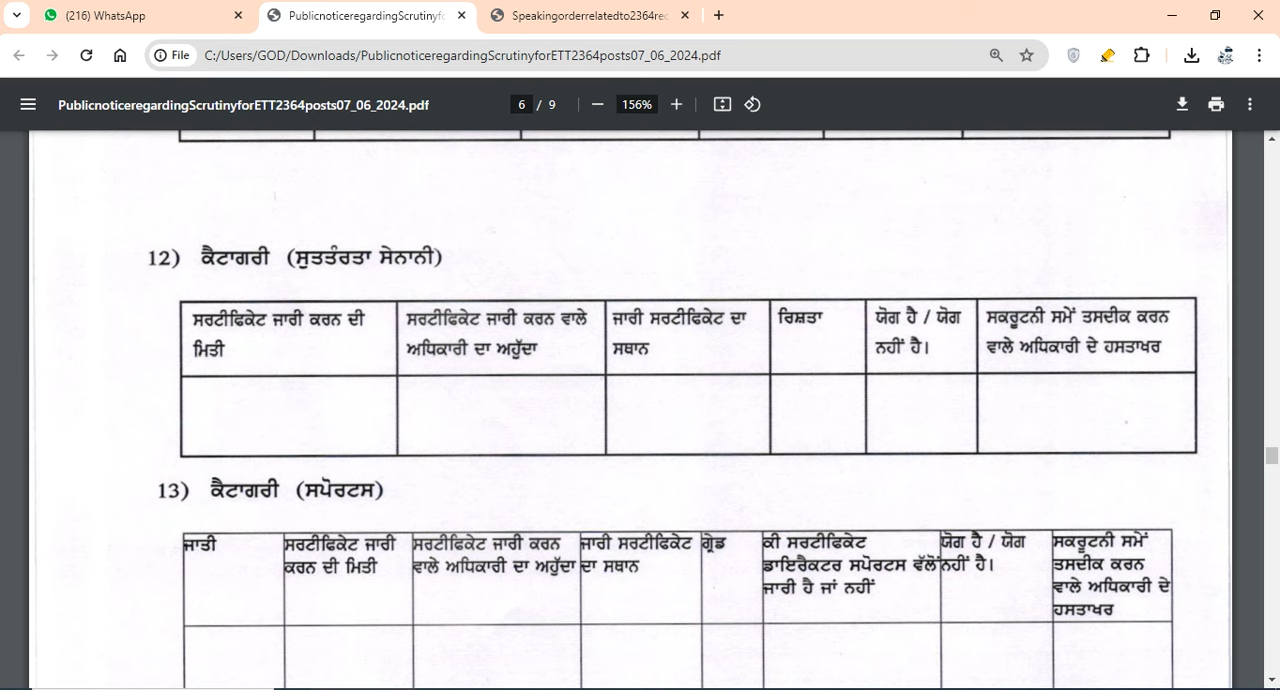 (216) WhatsApp
PublicnoticeregardingScrutinyfo
Speakingorderrelatedto2364rec
File
C:/Users/GOD/Downloads/PublicnoticeregardingScrutinyforETT2364posts07_06_2024.pdf
PublicnoticeregardingScrutinyforETT2364posts07_06_2024.pdf
6 / 9
156%
12) ਕੈਟਾਗਰੀ (ਸੁਤਤੰਰਤਾ ਸੇਨਾਨੀ)
ਸਰਟੀਫਿਕੇਟ ਜਾਰੀ ਕਰਨ ਦੀ
ਮਿਤੀ
ਸਰਟੀਫਿਕੇਟ ਜਾਰੀ ਕਰਨ ਵਾਲੇ
ਅਧਿਕਾਰੀ ਦਾ ਅਹੁੱਦਾ
ਜਾਰੀ ਸਰਟੀਫਿਕੇਟ ਦਾ
ਸਥਾਨ
ਰਿਸ਼ਤਾ
ਯੋਗ ਹੈ / ਯੋਗ
ਨਹੀਂ ਹੈ।
ਸਕਰੂਟਨੀ ਸਮੇਂ ਤਸਦੀਕ ਕਰਨ
ਵਾਲੇ ਅਧਿਕਾਰੀ ਦੇ ਹਸਤਾਖਰ
13) ਕੈਟਾਗਰੀ (ਸਪੋਰਟਸ)
ਜਾਤੀ
ਸਰਟੀਫਿਕੇਟ ਜਾਰੀ
ਕਰਨ ਦੀ ਮਿਤੀ
ਸਰਟੀਫਿਕੇਟ ਜਾਰੀ ਕਰਨ
ਵਾਲੇ ਅਧਿਕਾਰੀ ਦਾ ਅਹੁੱਦਾ
ਜਾਰੀ ਸਰਟੀਫਿਕੇਟ
ਦਾ ਸਥਾਨ
ਗ੍ਰੇਡ
ਕੀ ਸਰਟੀਫਿਕੇਟ
ਡਾਇਰੈਕਟਰ ਸਪੋਰਟਸ ਵੱਲੋਂ
ਜਾਰੀ ਹੈ ਜਾਂ ਨਹੀਂ
ਯੋਗ ਹੈ / ਯੋਗ
ਨਹੀਂ ਹੈ।
ਸਕਰੂਟਨੀ ਸਮੇਂ
ਤਸਦੀਕ ਕਰਨ
ਵਾਲੇ ਅਧਿਕਾਰੀ ਦੇ
ਹਸਤਾਖਰ